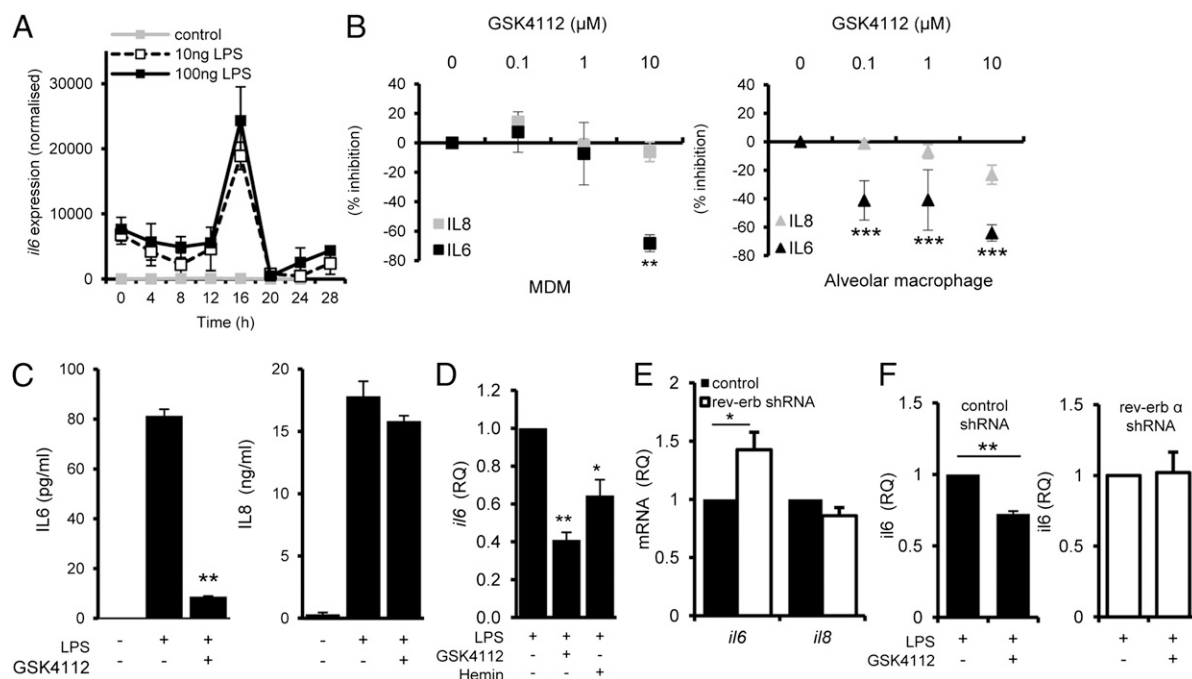 A
control
10ng LPS
100ng LPS
il6 expression (normalised)
30000
20000
10000
0
0 4 8 12 16 20 24 28
Time (h)
B
GSK4112 (µM)
0 0.1 1 10
(% inhibition)
40
20
0
-20
-40
-60
-80
IL8
IL6
**
MDM
GSK4112 (µM)
0 0.1 1 10
(% inhibition)
40
20
0
-20
-40
-60
-80
IL8
IL6
*** *** ***
Alveolar macrophage
C
IL6 (pg/ml)
100
80
60
40
20
0
**
- + +
LPS
- - +
GSK4112
IL8 (ng/ml)
20
15
10
5
0
- + +
- - +
D
il6 (RQ)
1.2
1.0
0.8
0.6
0.4
0.2
0.0
**
*
LPS + + +
GSK4112 - + -
Hemin - - +
E
control
rev-erb shRNA
mRNA (RQ)
2
1.5
1
0.5
0
*
il6 il8
F
control
shRNA
il6 (RQ)
1.5
1
0.5
0
**
LPS + +
GSK4112 - +
rev-erb α
shRNA
il6 (RQ)
1.5
1
0.5
0
+ +
- +